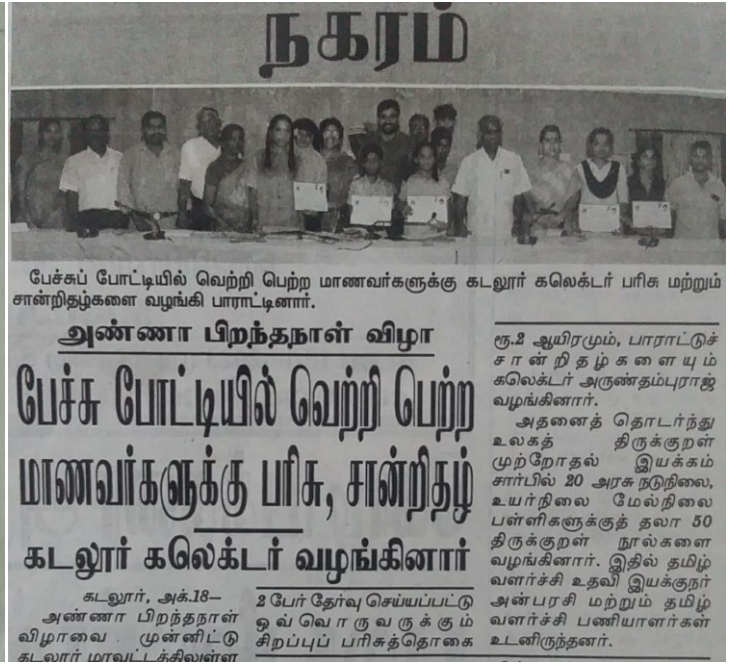 நகரம்
பேச்சுப் போட்டியில் வெற்றி பெற்ற மாணவர்களுக்கு கடலூர் கலெக்டர் பரிசு மற்றும்
சான்றிதழ்களை வழங்கி பாராட்டினார்.
அண்ணா பிறந்தநாள் விழா
பேச்சு போட்டியில் வெற்றி பெற்ற
மாணவர்களுக்கு பரிசு, சான்றிதழ்
கடலூர் கலெக்டர் வழங்கினார்
கடலூர், அக்.18–
அண்ணா பிறந்தநாள்
விழாவை முன்னிட்டு
கடலூர் மாவட்டத்திலுள்ள
2 பேர் தேர்வு செய்யப்பட்டு
ஒவ்வொருவருக்கும்
சிறப்புப் பரிசுத்தொகை
ரூ.2 ஆயிரமும், பாராட்டுச்
சான்றிதழ்களையும்
கலெக்டர் அருண்தம்புராஜ்
வழங்கினார்.
அதனைத் தொடர்ந்து
உலகத் திருக்குறள்
முற்றோதல் இயக்கம்
சார்பில் 20 அரசு நடுநிலை,
உயர்நிலை மேல்நிலை
பள்ளிகளுக்குத் தலா 50
திருக்குறள் நூல்களை
வழங்கினார். இதில் தமிழ்
வளர்ச்சி உதவி இயக்குநர்
அன்பரசி மற்றும் தமிழ்
வளர்ச்சி பணியாளர்கள்
உடனிருந்தனர்.